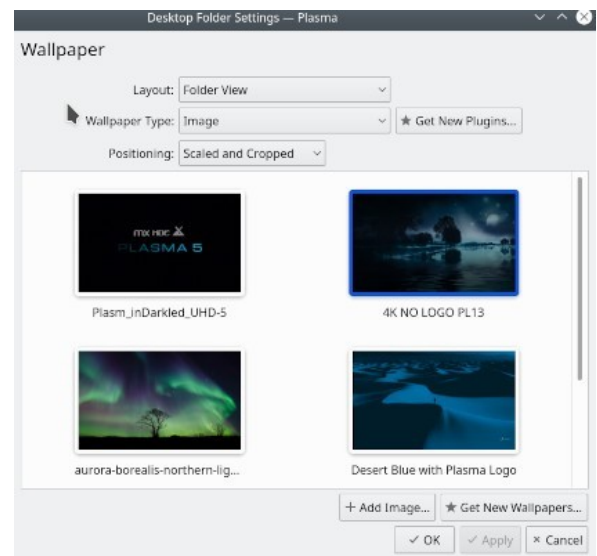 Desktop Folder Settings — Plasma
Wallpaper
Layout: Folder View
Wallpaper Type: Image ★ Get New Plugins...
Positioning: Scaled and Cropped
PLASMA 5
Plasm_inDarkled_UHD-5 4K NO LOGO PL13
aurora-borealis-northern-lig... Desert Blue with Plasma Logo
+ Add Image... ★ Get New Wallpapers...
✓ OK ✓ Apply × Cancel